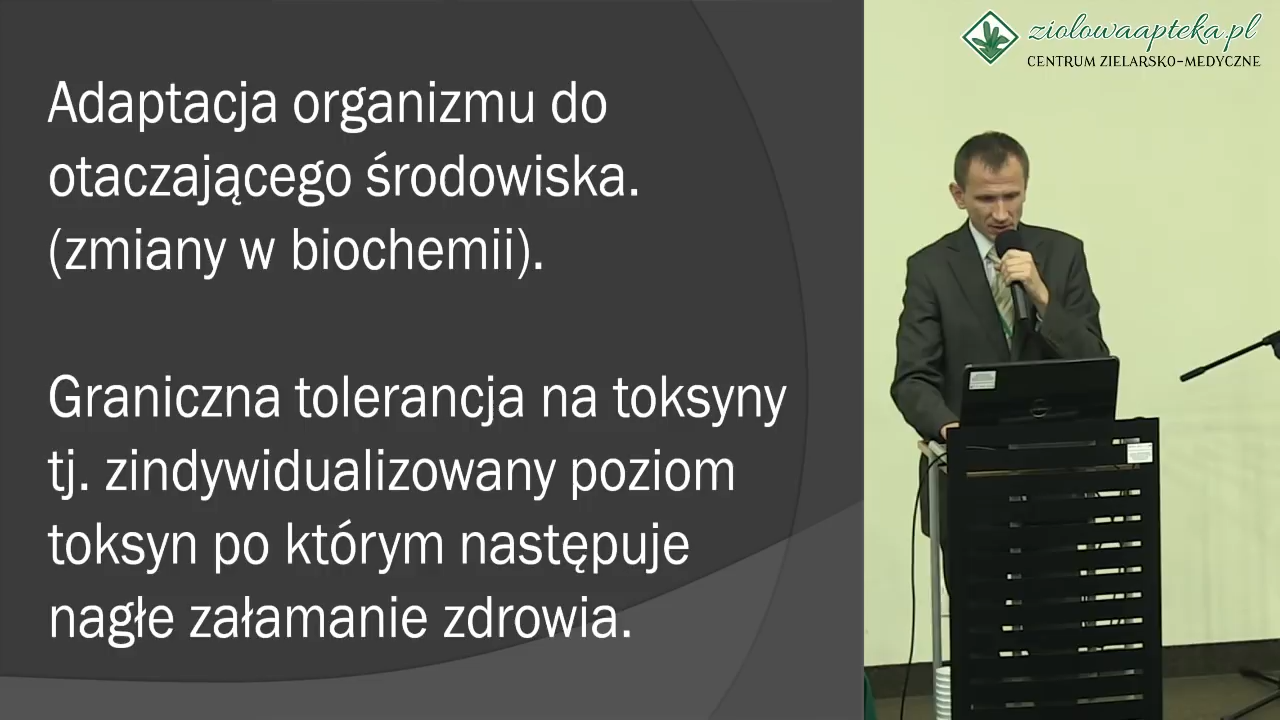 Adaptacja organizmu do
otaczającego środowiska.
(zmiany w biochemii).
Graniczna tolerancja na toksyny
tj. zindywidualizowany poziom
toksyn po którym następuje
nagłe załamanie zdrowia.
ziolowaapteka.pl
CENTRUM ZIELARSKO-MEDYCZNE